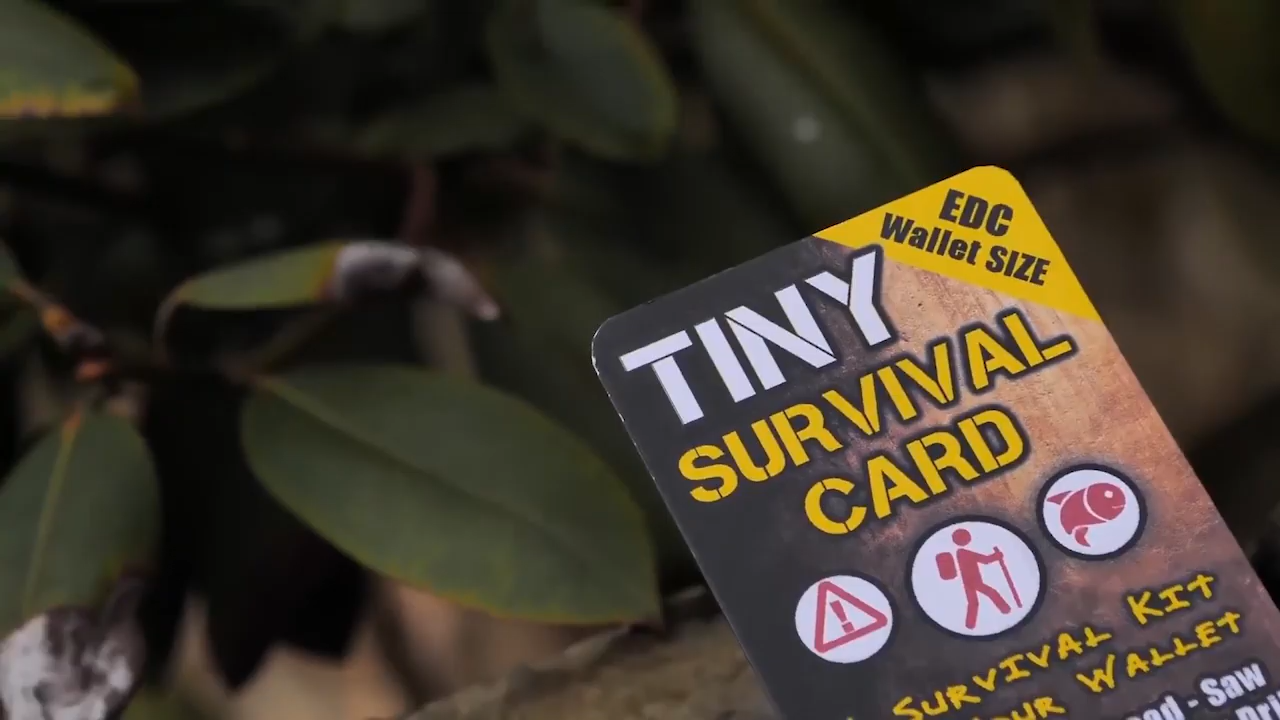 EDC
Wallet SIZE
TINY
SURVIVAL
CARD
SURVIVAL KIT
WALLET
Saw